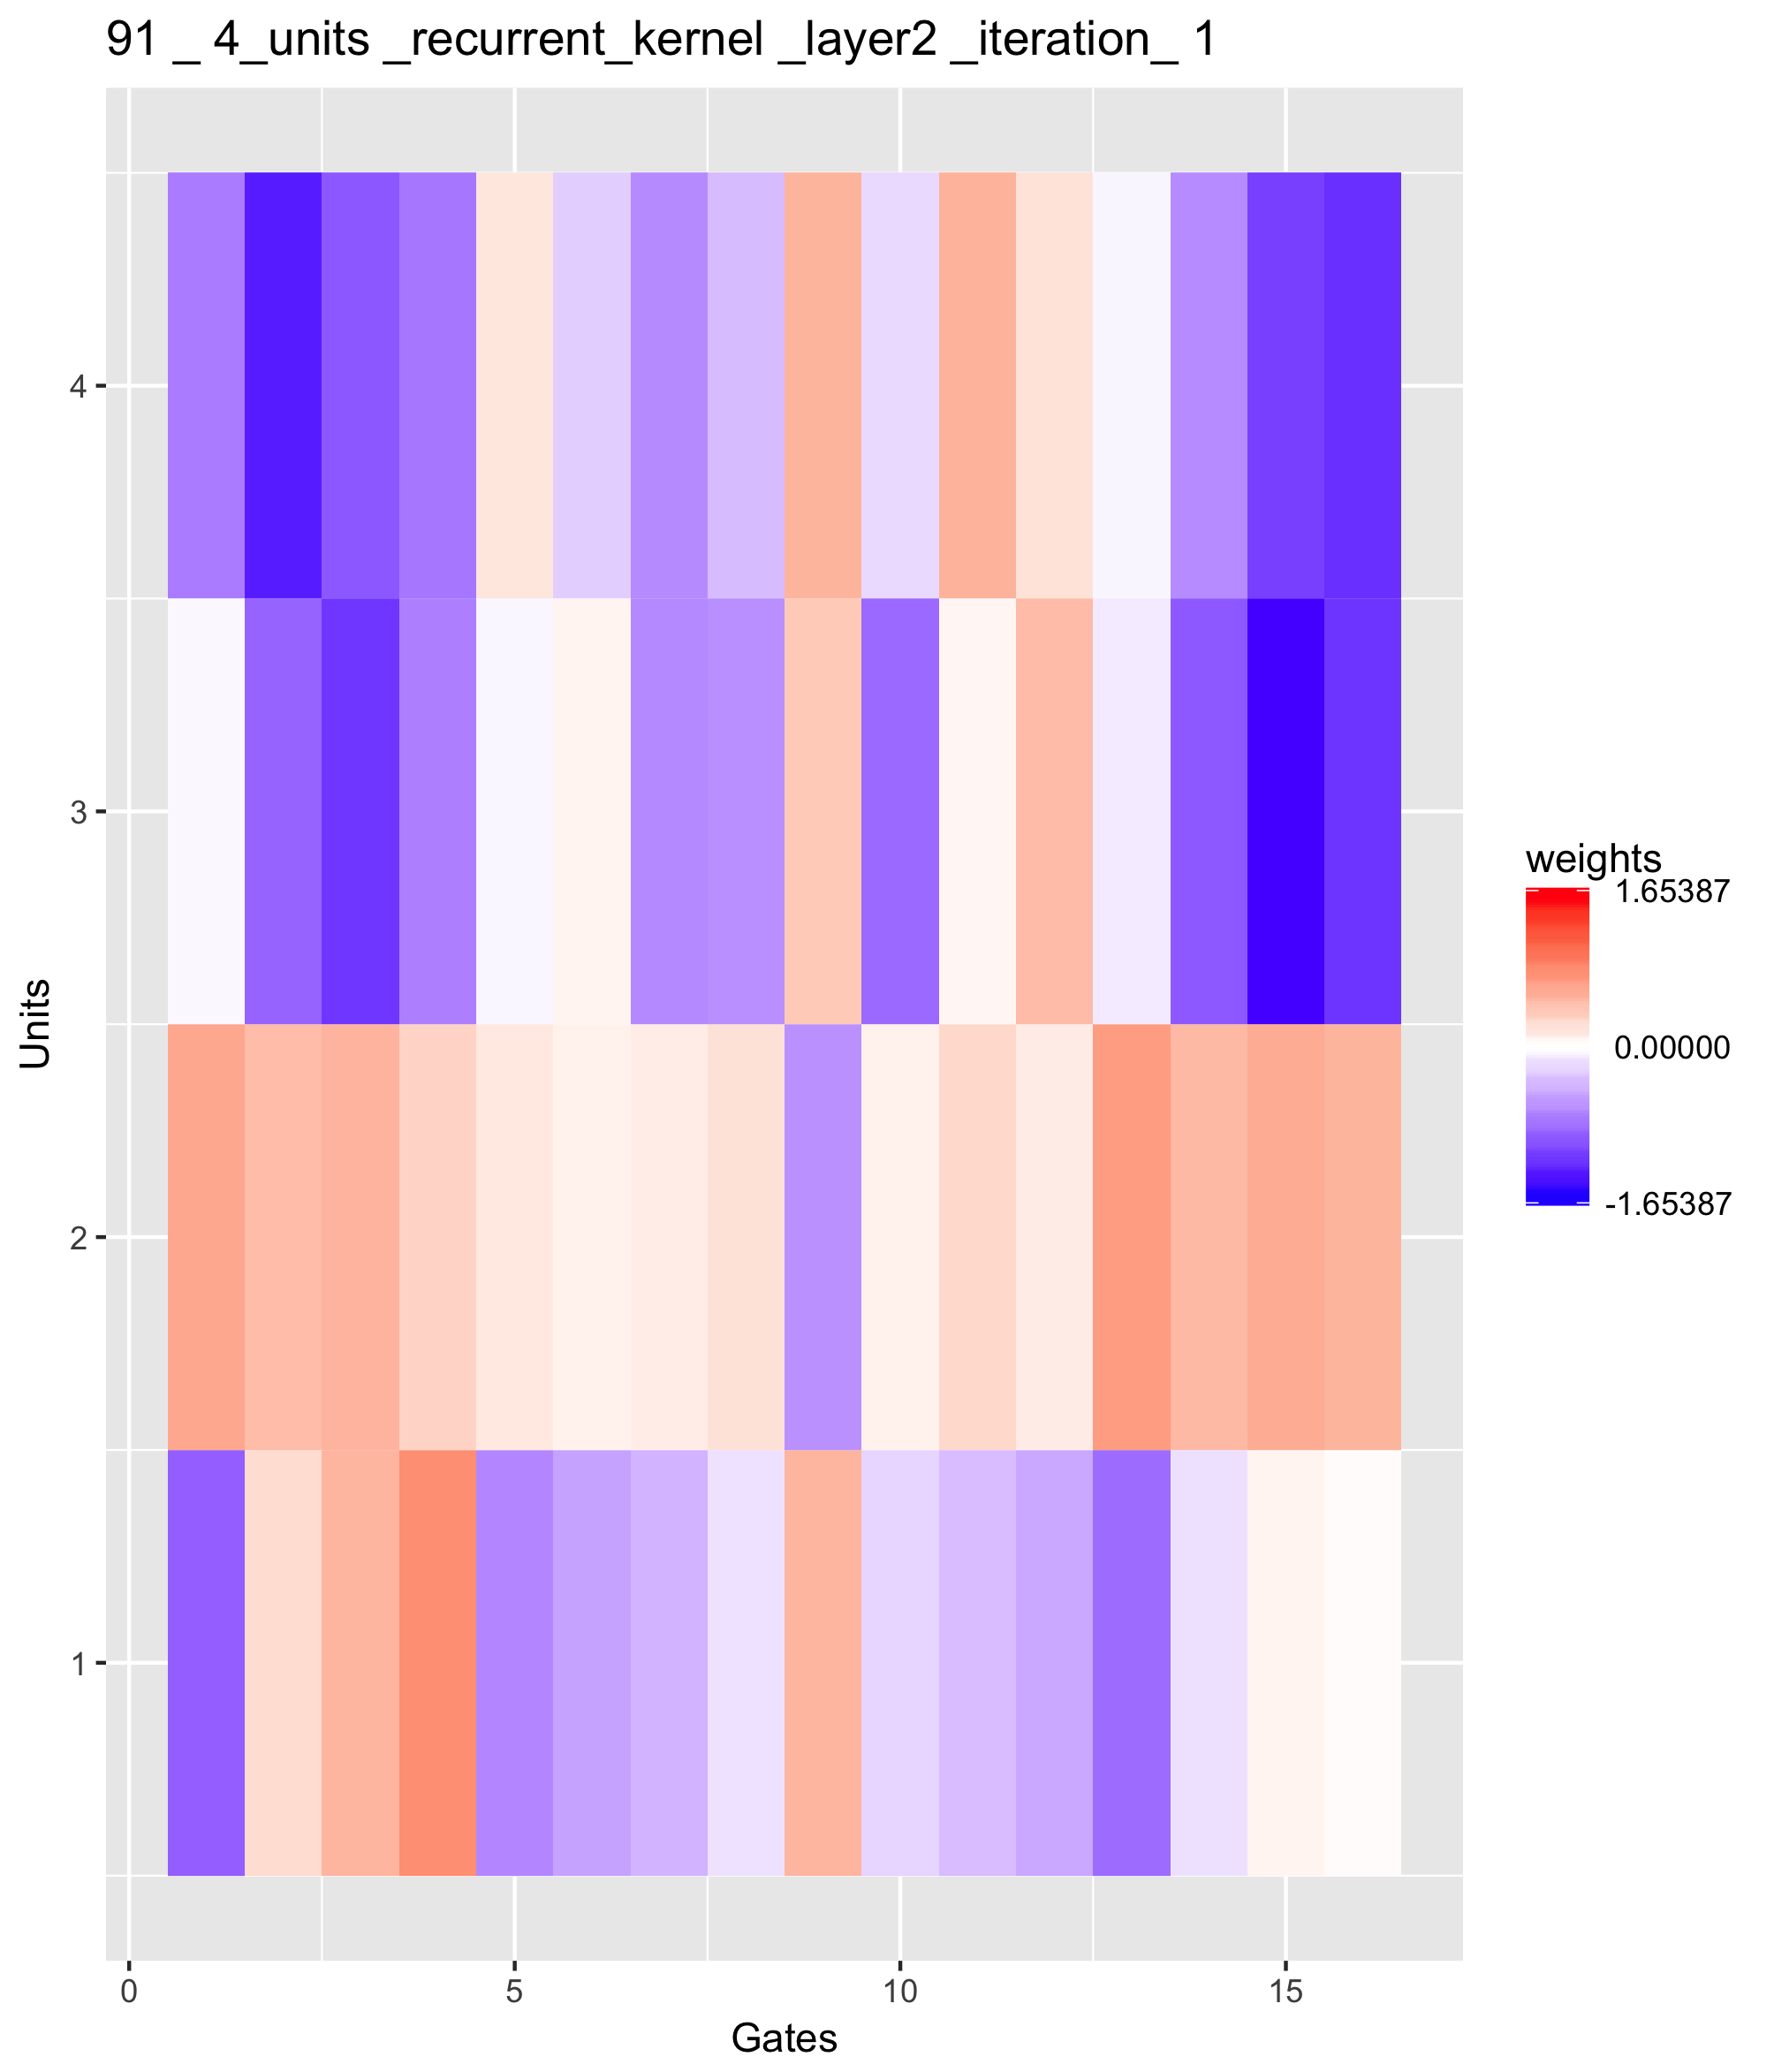 91 _ 4_units _recurrent_kernel _layer2 _iteration_ 1
4
3
2
1
Units
0 5 10 15
Gates
weights
1.65387
0.00000
-1.65387